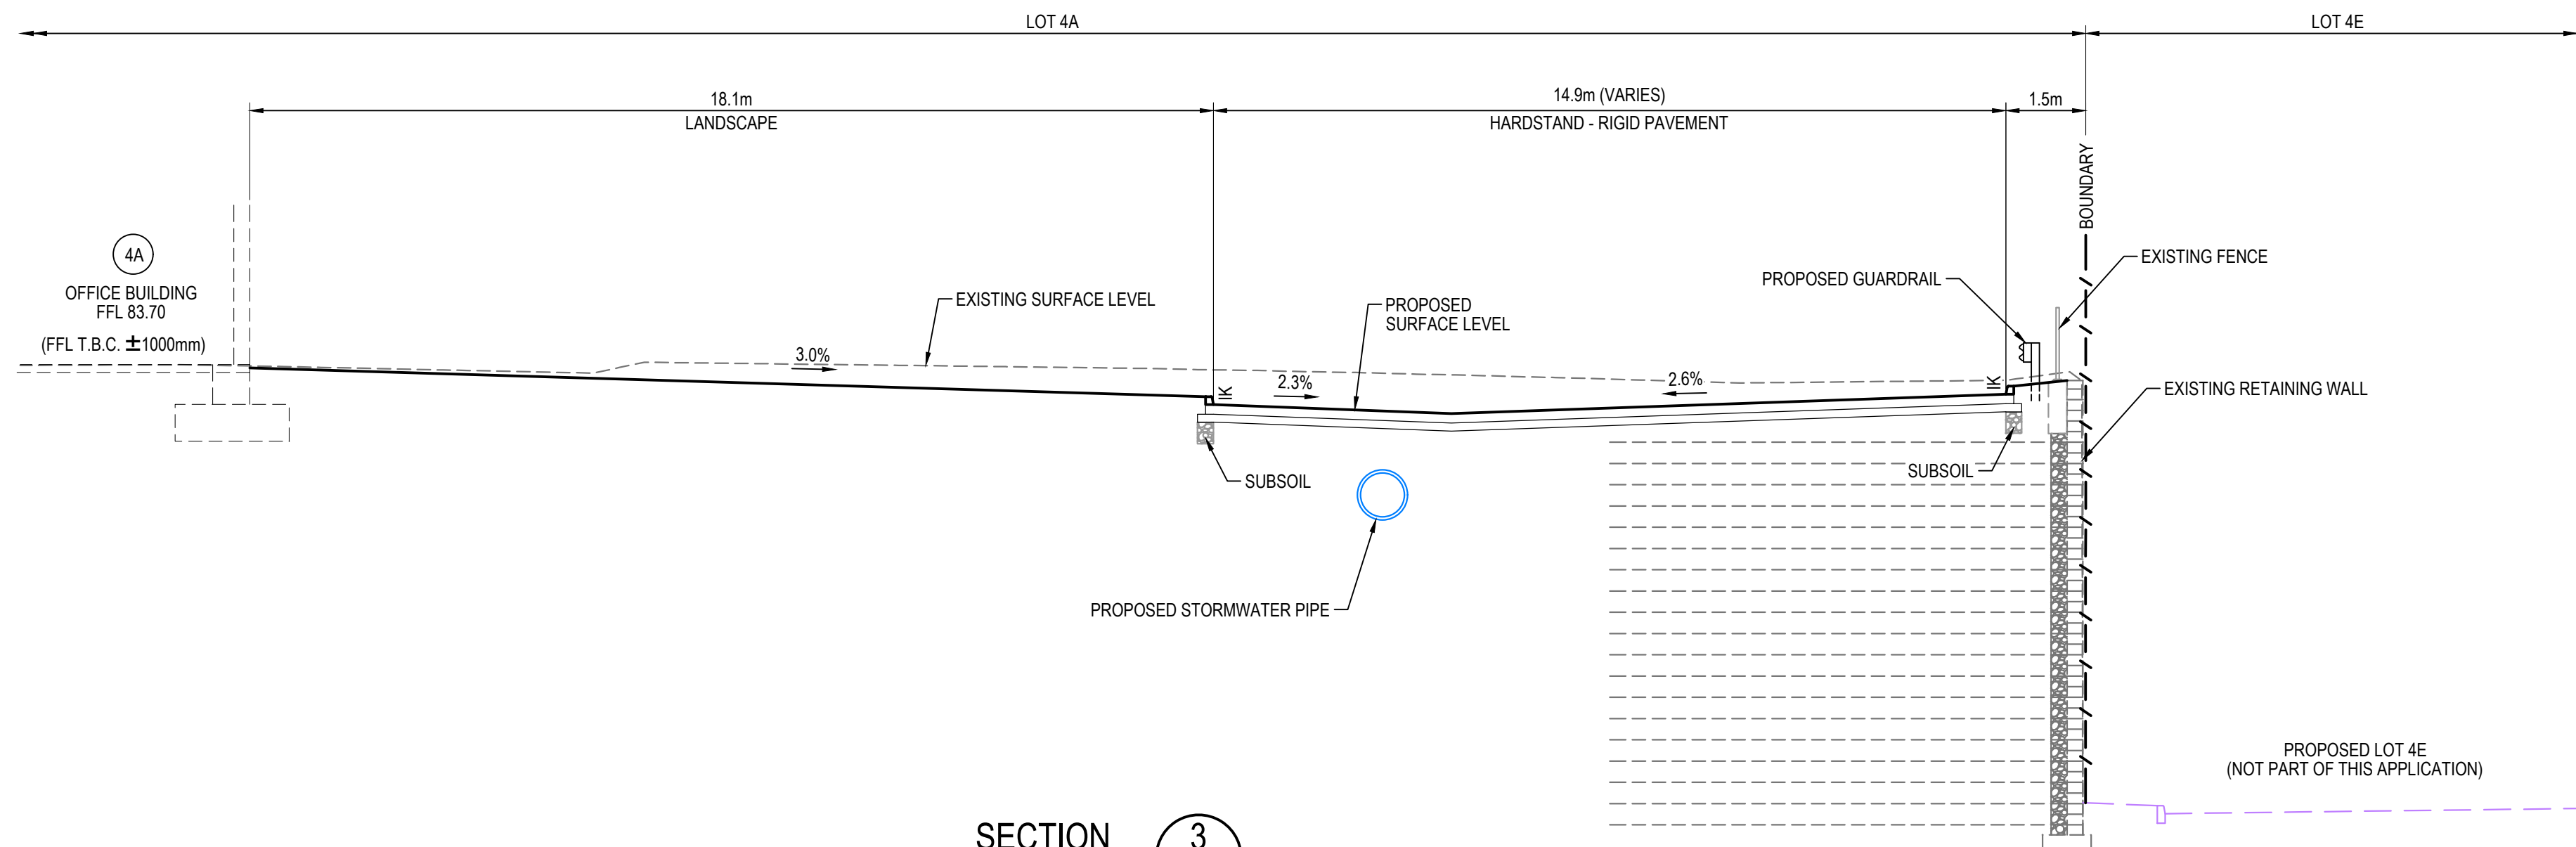 LOT 4A
LOT 4E
18.1m
LANDSCAPE
14.9m (VARIES)
HARDSTAND - RIGID PAVEMENT
1.5m
BOUNDARY
4A
OFFICE BUILDING
FFL 83.70
(FFL T.B.C. ±1000mm)
EXISTING SURFACE LEVEL
3.0%
PROPOSED
SURFACE LEVEL
PROPOSED GUARDRAIL
EXISTING FENCE
IK
2.3%
2.6%
IK
EXISTING RETAINING WALL
SUBSOIL
SUBSOIL
PROPOSED STORMWATER PIPE
PROPOSED LOT 4E
(NOT PART OF THIS APPLICATION)
SECTION
3